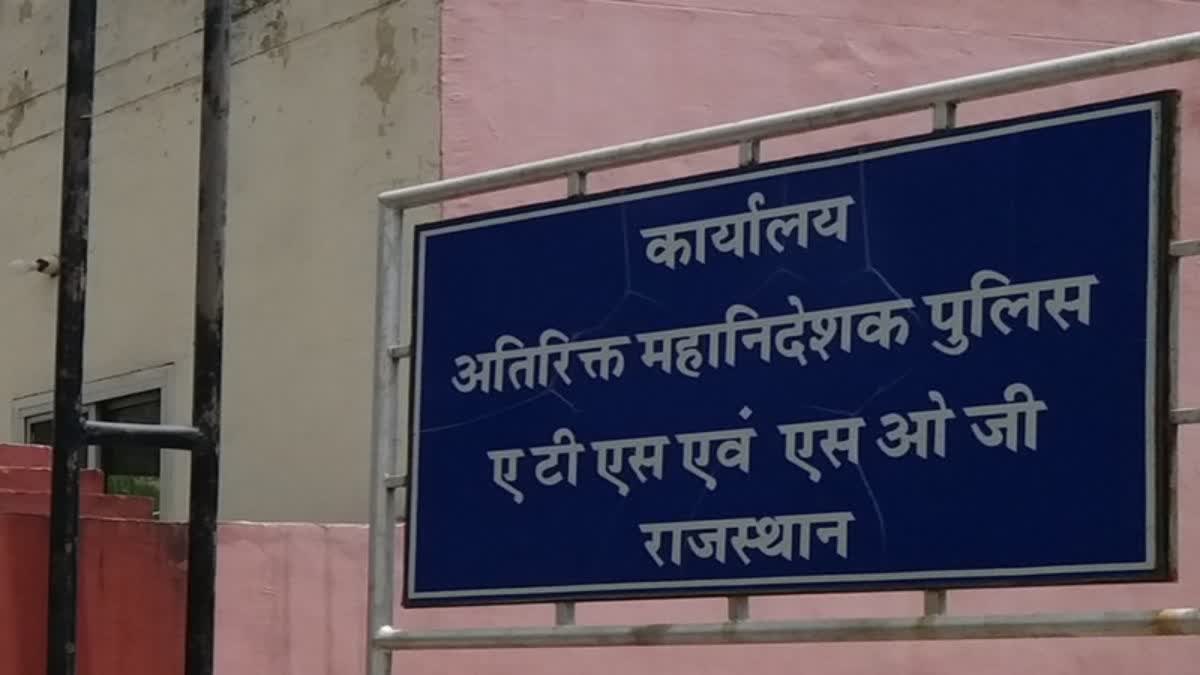 कार्यालय
अतिरिक्त महानिदेशक पुलिस
ए टी एस एवं एस ओ जी
राजस्थान